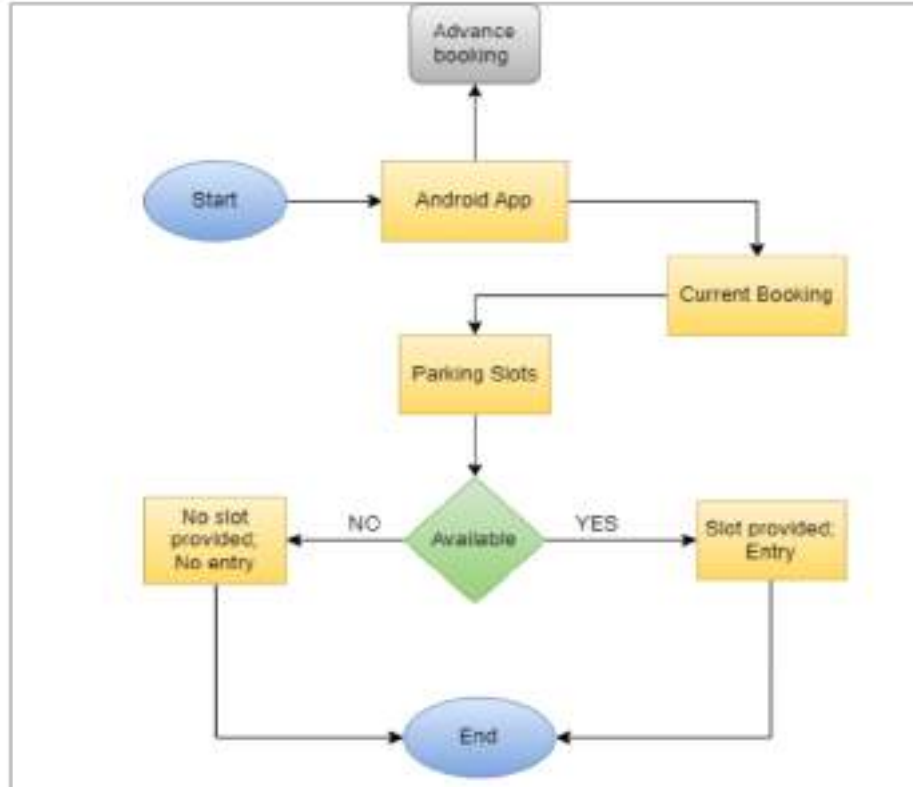 Advance
booking
Start
Android App
Current Booking
Parking Slots
No slot
provided,
No entry
NO
Available
YES
Slot provided,
Entry
End